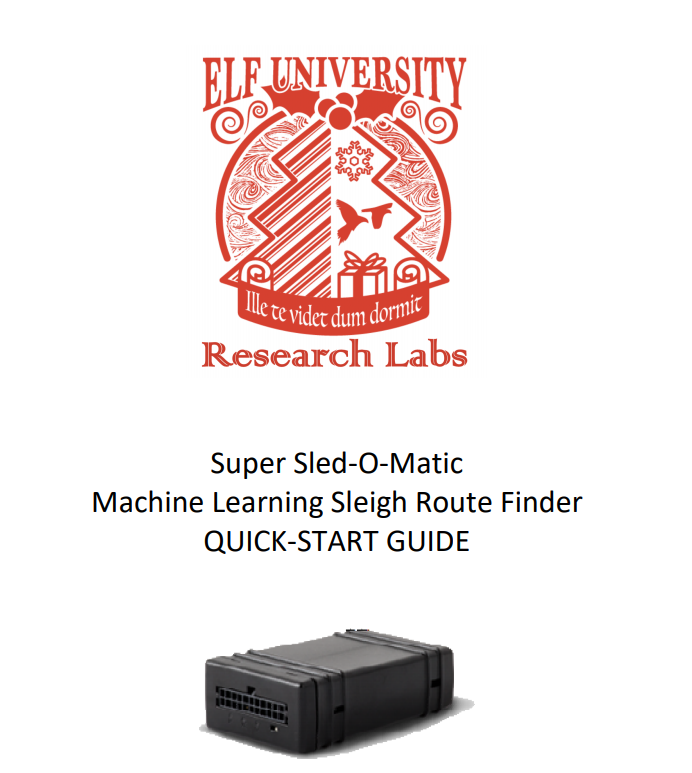 ELF UNIVERSITY
Ille te videt dum dormit
Research Labs
Super Sled-O-Matic
Machine Learning Sleigh Route Finder
QUICK-START GUIDE